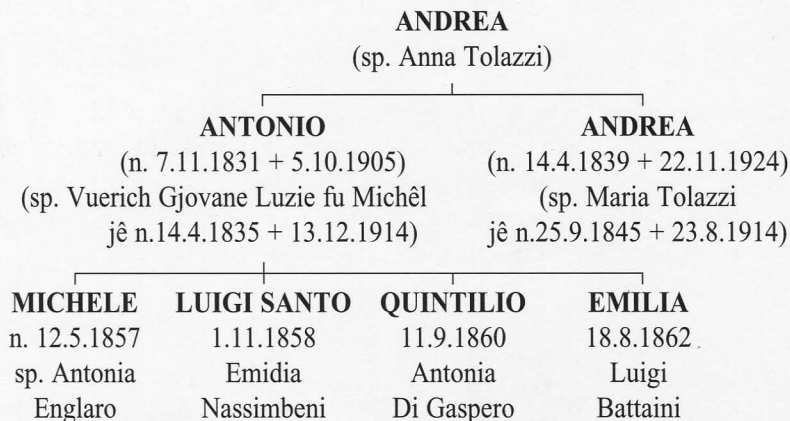 ANDREA
(sp. Anna Tolazzi)
ANTONIO
(n. 7.11.1831 + 5.10.1905)
(sp. Vuerich Gjovane Luzie fu Michêl
jê n.14.4.1835 + 13.12.1914)
ANDREA
(n. 14.4.1839 + 22.11.1924)
(sp. Maria Tolazzi
jê n.25.9.1845 + 23.8.1914)
MICHELE
n. 12.5.1857
sp. Antonia
Englaro
LUIGI SANTO
1.11.1858
Emidia
Nassimbeni
QUINTILIO
11.9.1860
Antonia
Di Gaspero
EMILIA
18.8.1862
Luigi
Battaini